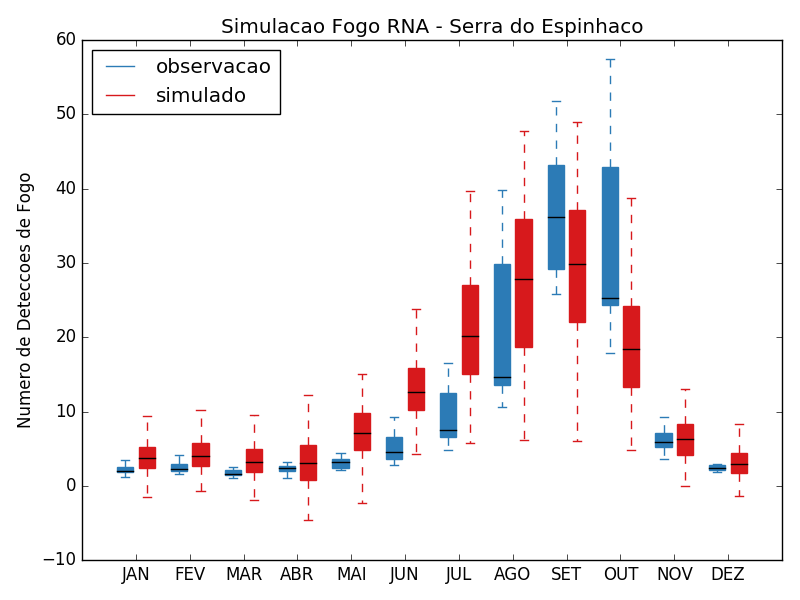 Simulacao Fogo RNA - Serra do Espinhaco
observacao
simulado
Numero de Deteccoes de Fogo
60
50
40
30
20
10
0
−10
JAN FEV MAR ABR MAI JUN JUL AGO SET OUT NOV DEZ